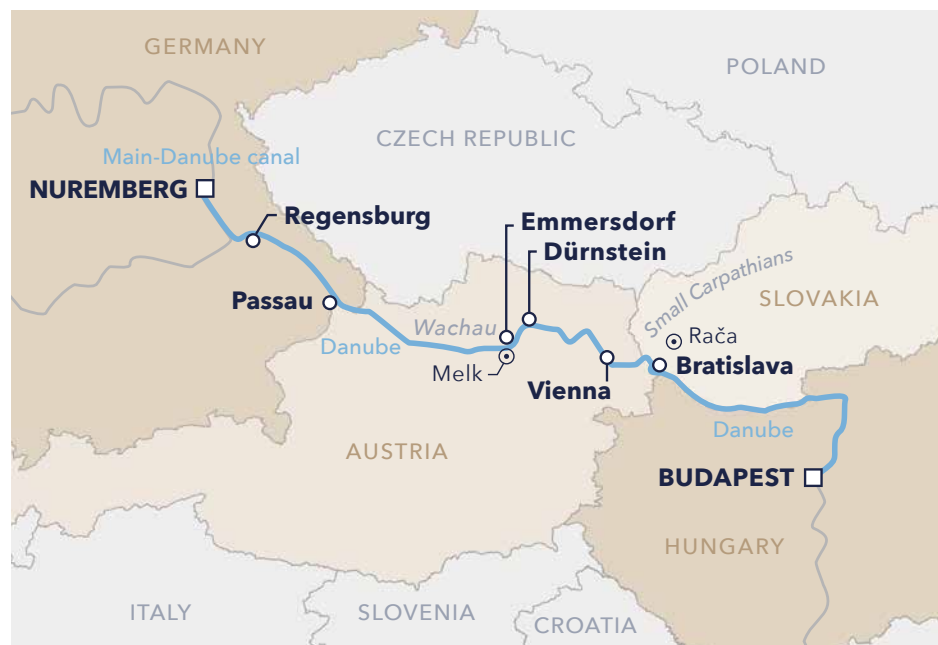 GERMANY
POLAND
CZECH REPUBLIC
Main-Danube canal
NUREMBERG
Regensburg
Emmersdorf
Dürnstein
Small Carpathians
SLOVAKIA
Passau
Wachau
Danube
Rača
Melk
Bratislava
Vienna
Danube
AUSTRIA
BUDAPEST
HUNGARY
ITALY
SLOVENIA
CROATIA